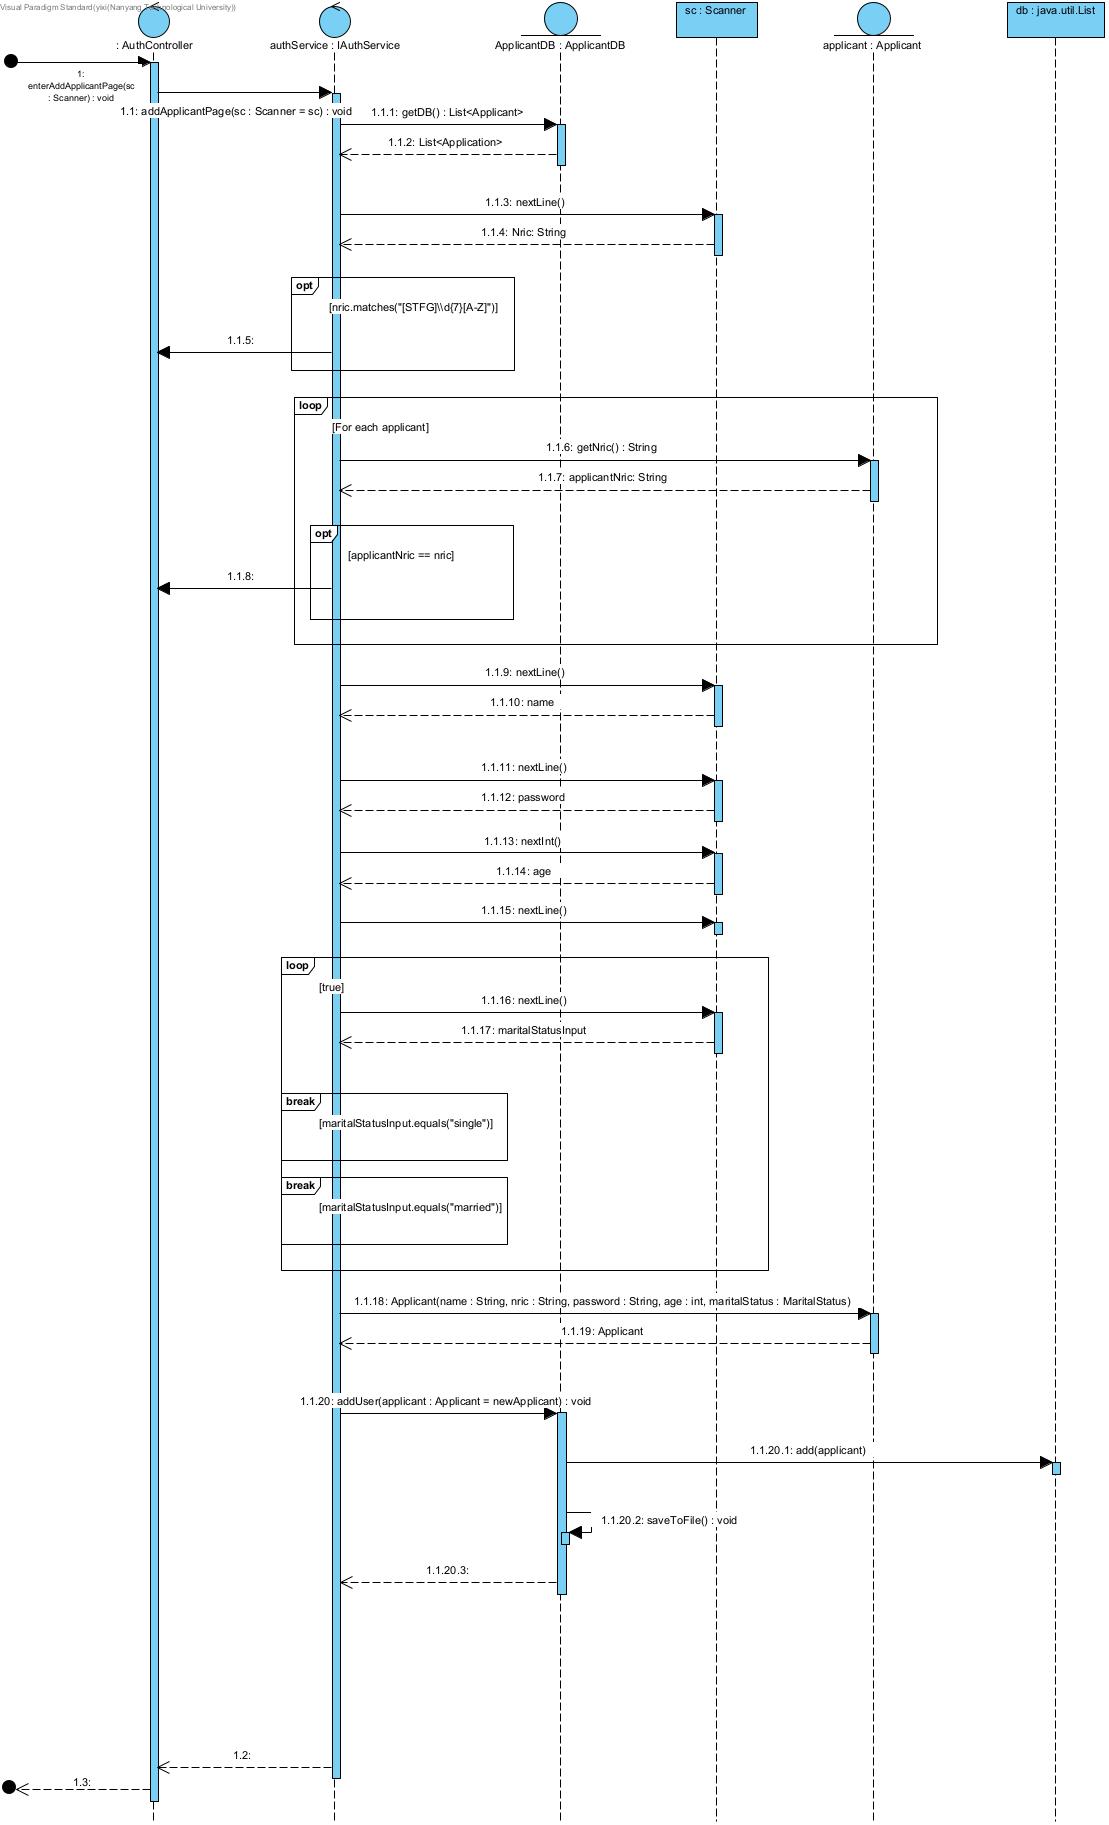 Visual Paradigm Standard(yixi(Nanyang Technological University))
sc : Scanner
db : java.util.List
: AuthController
authService : IAuthService
ApplicantDB : ApplicantDB
applicant : Applicant
1:
enterAddApplicantPage(sc
: Scanner) : void
1.1: addApplicantPage(sc : Scanner = sc) : void
1.1.1: getDB() : List<Applicant>
1.1.2: List<Application>
1.1.3: nextLine()
1.1.4: Nric: String
opt
[nric.matches("[STFG]\\d{7}[A-Z]")]
1.1.5:
loop
[For each applicant]
1.1.6: getNric() : String
1.1.7: applicantNric: String
opt
[applicantNric == nric]
1.1.8:
1.1.9: nextLine()
1.1.10: name
1.1.11: nextLine()
1.1.12: password
1.1.13: nextInt()
1.1.14: age
1.1.15: nextLine()
loop
[true]
1.1.16: nextLine()
1.1.17: maritalStatusInput
break
[maritalStatusInput.equals("single")]
break
[maritalStatusInput.equals("married")]
1.1.18: Applicant(name : String, nric : String, password : String, age : int, maritalStatus : MaritalStatus)
1.1.19: Applicant
1.1.20: addUser(applicant : Applicant = newApplicant) : void
1.1.20.1: add(applicant)
1.1.20.2: saveToFile() : void
1.1.20.3:
1.2:
1.3: